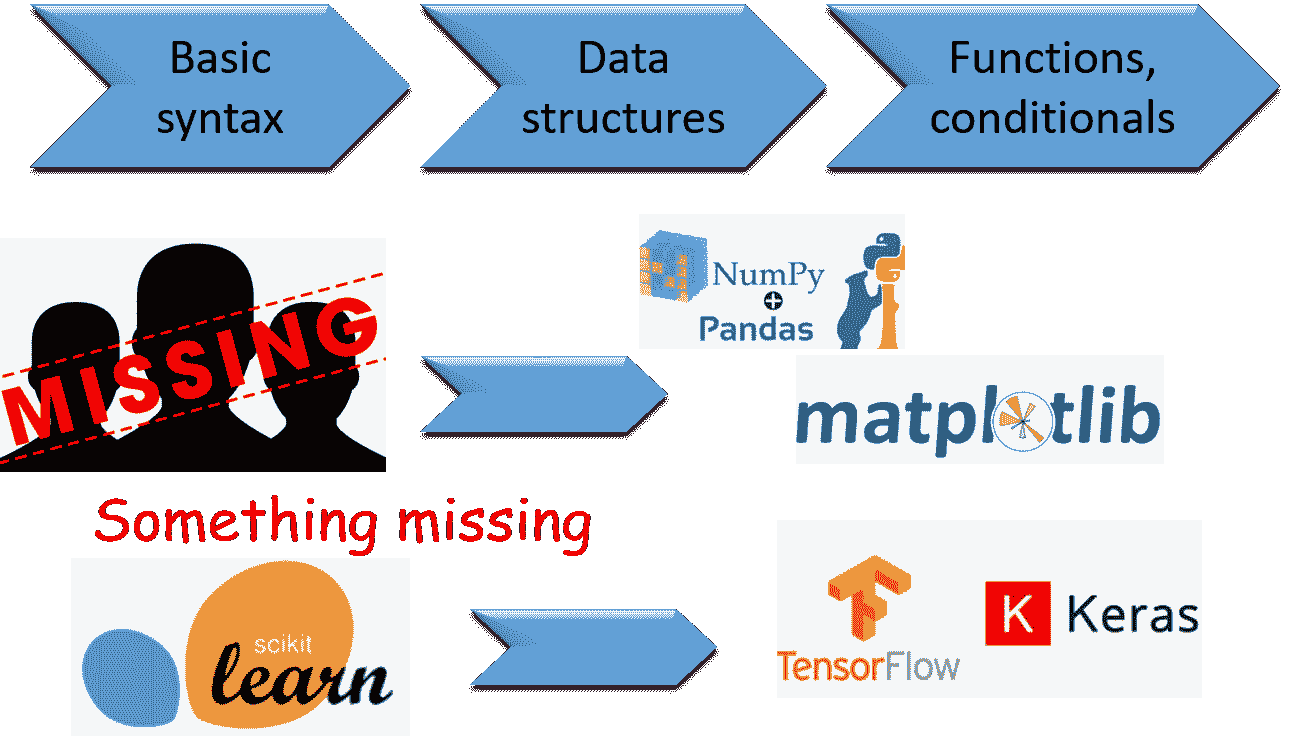 Basic
syntax
Data
structures
Functions,
conditionals
MISSING
NumPy
+
Pandas
matplotlib
Something missing
scikit
learn
TensorFlow
K Keras